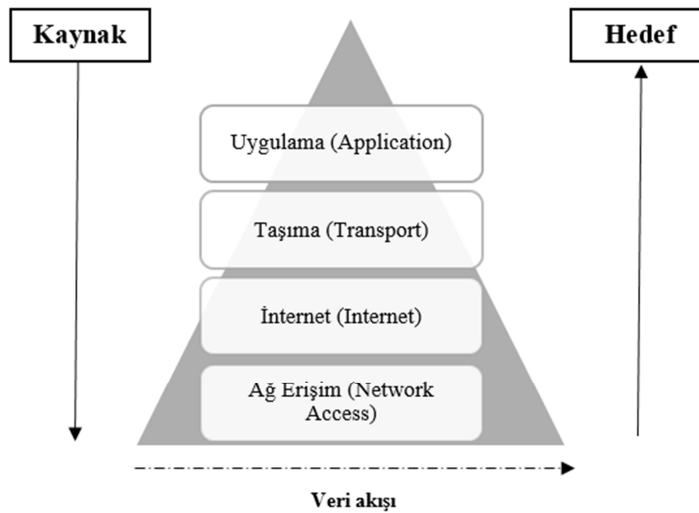 Kaynak
Hedef
Uygulama (Application)
Taşıma (Transport)
İnternet (Internet)
Ağ Erişim (Network
Access)
Veri akışı